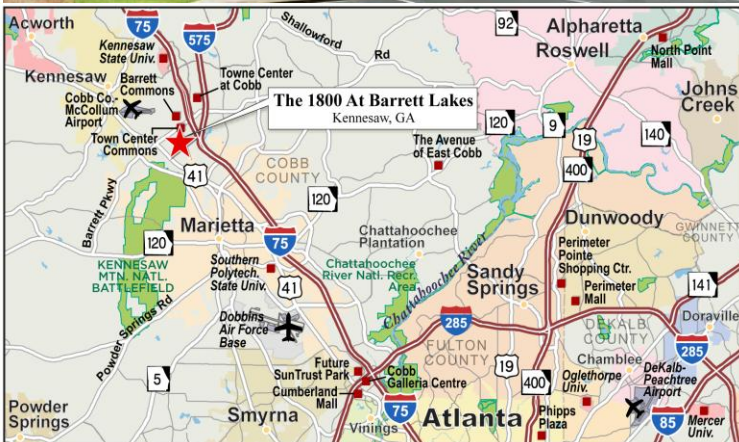 Acworth
75
575
Shallowford
Rd
92
Alpharetta
Roswell
North Point
Mall
Kennesaw
State Univ.
Towne Center
at Cobb
Kennesaw
Barrett
Commons
Cobb Co.-
McCollum
Airport
Town Center
Commons
The 1800 At Barrett Lakes
Kennesaw, GA
Johns
Creek
120
9
19
400
140
The Avenue
of East Cobb
41
COBB
COUNTY
120
Barrett Pkwy
Marietta
75
Chattahoochee
Plantation
Dunwoody
GWINNETT
COUNTY
120
KENNESAW
MTN. NATL.
BATTLEFIELD
Southern
Polytech.
State Univ.
41
Chattahoochee
River Natl. Recr.
Area
Chattahoochee River
Sandy
Springs
Perimeter
Pointe
Shopping Ctr.
Perimeter
Mall
141
Powder Springs Rd
Dobbins
Air Force
Base
285
FULTON
COUNTY
DEKALB
COUNTY
Doraville
285
Chamblee
5
Future
SunTrust Park
Cumberland
Mall
Cobb
Galleria Centre
19
400
Oglethorpe
Univ.
DeKalb-
Peachtree
Airport
Powder
Springs
Smyrna
Vinings
75
Atlanta
Phipps
Plaza
85
Mercer
Univ.